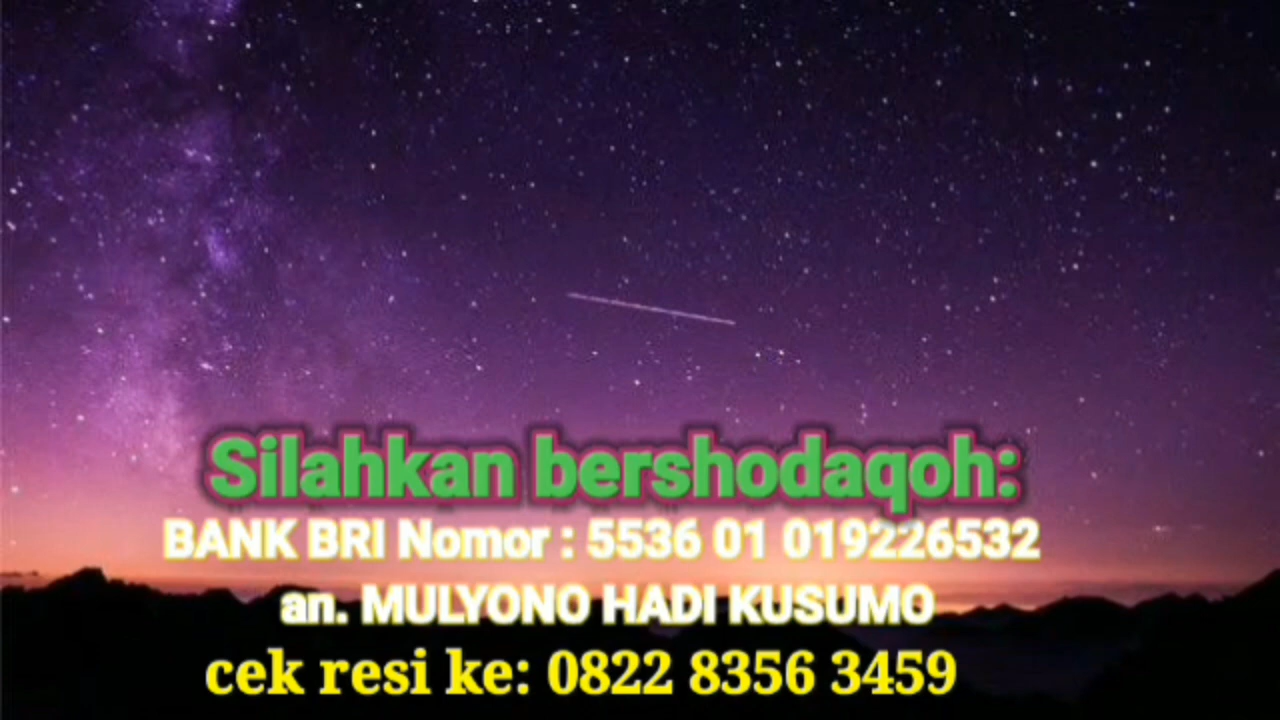 Silahkan bershodaqoh:
BANK BRI Nomor : 5536 01 019226532
an. MULYONO HADI KUSUMO
cek resi ke: 0822 8356 3459